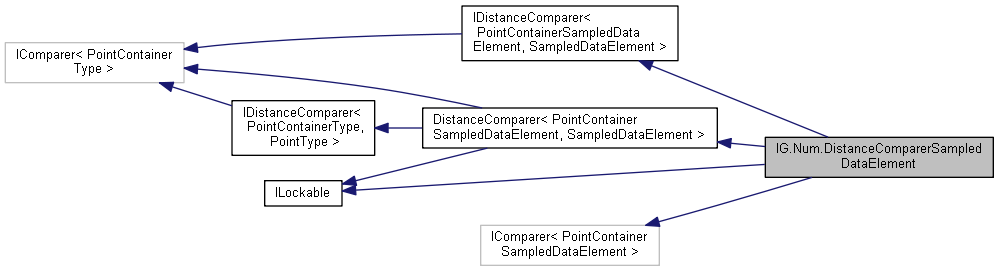 IDistanceComparer<
PointContainerSampledData
Element, SampledDataElement >
IComparer< PointContainer
Type >
IDistanceComparer<
PointContainerType,
PointType >
DistanceComparer< PointContainer
SampledDataElement, SampledDataElement >
IG.Num.DistanceComparerSampled
DataElement
ILockable
IComparer< PointContainer
SampledDataElement >